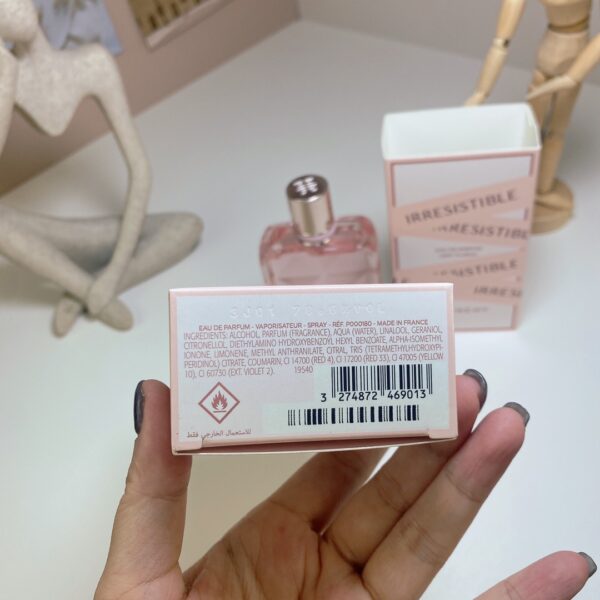 IRRESISTIBLE
IRRESISTIBLE
EAU DE PARFUM - VAPORISATEUR - SPRAY - RÉF. P000160 - MADE IN FRANCE
INGREDIENTS: ALCOHOL, PARFUM (FRAGRANCE), AQUA (WATER), LINALOOL, GERANIOL,
CITRONELLOL, DIETHYLAMINO HYDROXYBENZOYL HEXYL BENZOATE, ALPHA-ISOMETHYL
IONONE, LIMONENE, METHYL ANTHRANILATE, CITRAL, TRIS (TETRAMETHYLHYDROXYPI-
PERIDINOL) CITRATE, COUMARIN, CI 14700 (RED 4), CI 17200 (RED 33), CI 47005 (YELLOW
10), CI 60730 (EXT. VIOLET 2).
19540
3 274872 469013
للاستعمال الخارجي فقط